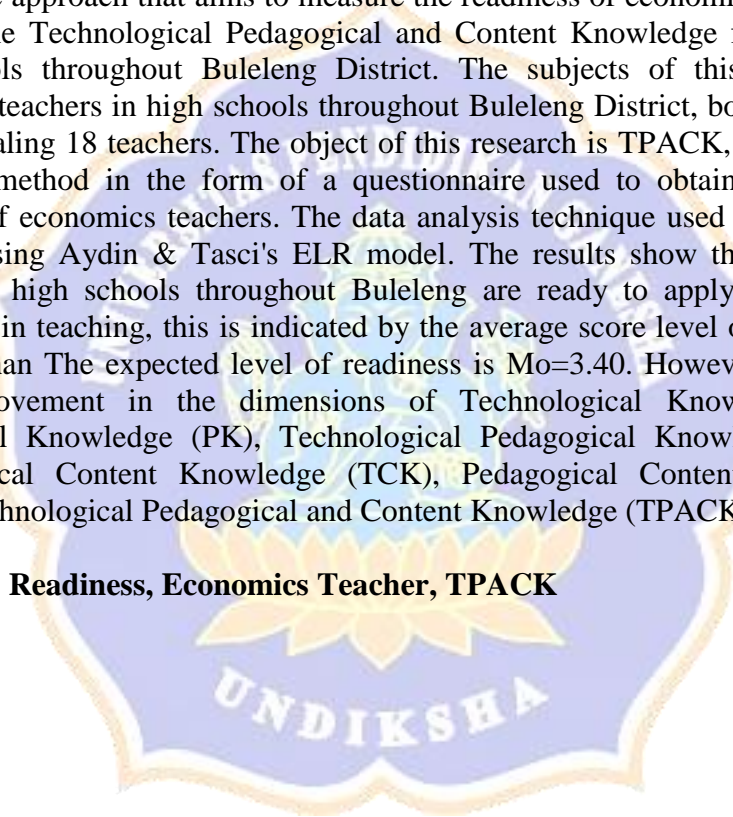 approach that aims to measure the readiness of economi
Technological Pedagogical and Content Knowledge
ls throughout Buleleng District. The subjects of this
teachers in high schools throughout Buleleng District, bo
aling 18 teachers. The object of this research is TPACK,
method in the form of a questionnaire used to obtain
f economics teachers. The data analysis technique used
sing Aydin & Tasci's ELR model. The results show th
high schools throughout Buleleng are ready to apply
in teaching, this is indicated by the average score level o
an The expected level of readiness is Mo=3.40. Howev
ovement in the dimensions of Technological Know
l Knowledge (PK), Technological Pedagogical Know
ical Content Knowledge (TCK), Pedagogical Content
chnological Pedagogical and Content Knowledge (TPACK
Readiness, Economics Teacher, TPACK
UNIVERSITAS PENDIDIKAN GANESHA
UNDIKSHA